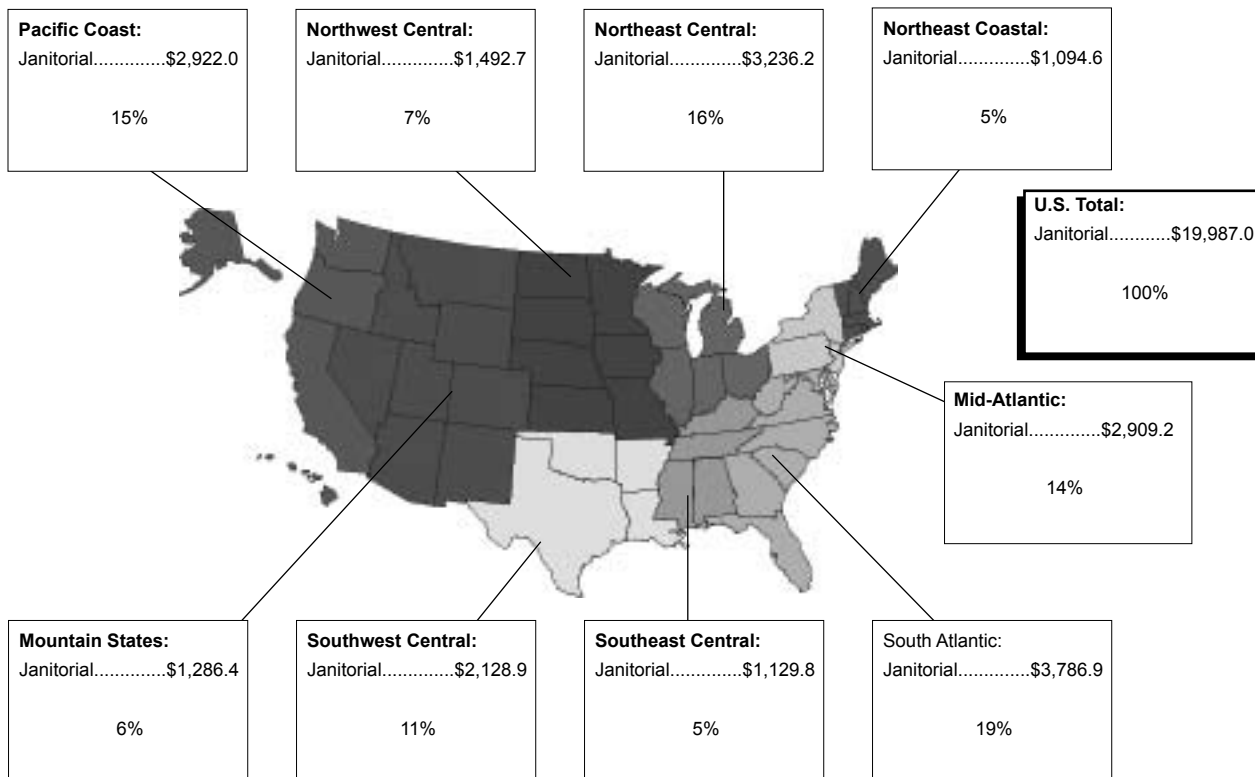 Pacific Coast:
Janitorial..............$2,922.0
15%
Northwest Central:
Janitorial..............$1,492.7
7%
Northeast Central:
Janitorial..............$3,236.2
16%
Northeast Coastal:
Janitorial..............$1,094.6
5%
U.S. Total:
Janitorial............$19,987.0
100%
Mid-Atlantic:
Janitorial..............$2,909.2
14%
Mountain States:
Janitorial..............$1,286.4
6%
Southwest Central:
Janitorial..............$2,128.9
11%
Southeast Central:
Janitorial..............$1,129.8
5%
South Atlantic:
Janitorial..............$3,786.9
19%